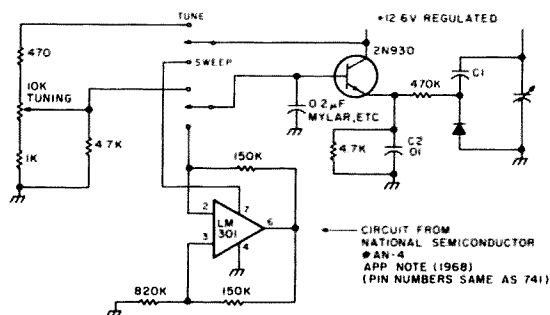 TUNE
+12.6V REGULATED
2N930
470
SWEEP
C1
470K
10K
TUNING
0.2µF
MYLAR, ETC
1K
4.7K
4.7K
C2
.01
150K
2
7
LM
301
6
3
4
820K
150K
CIRCUIT FROM
NATIONAL SEMICONDUCTOR
#AN-4
APP NOTE (1968)
(PIN NUMBERS SAME AS 741)